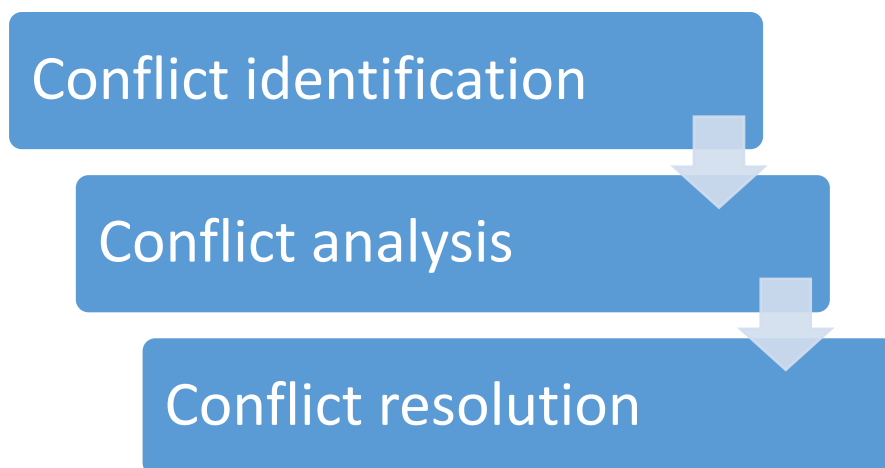 Conflict identification
Conflict analysis
Conflict resolution